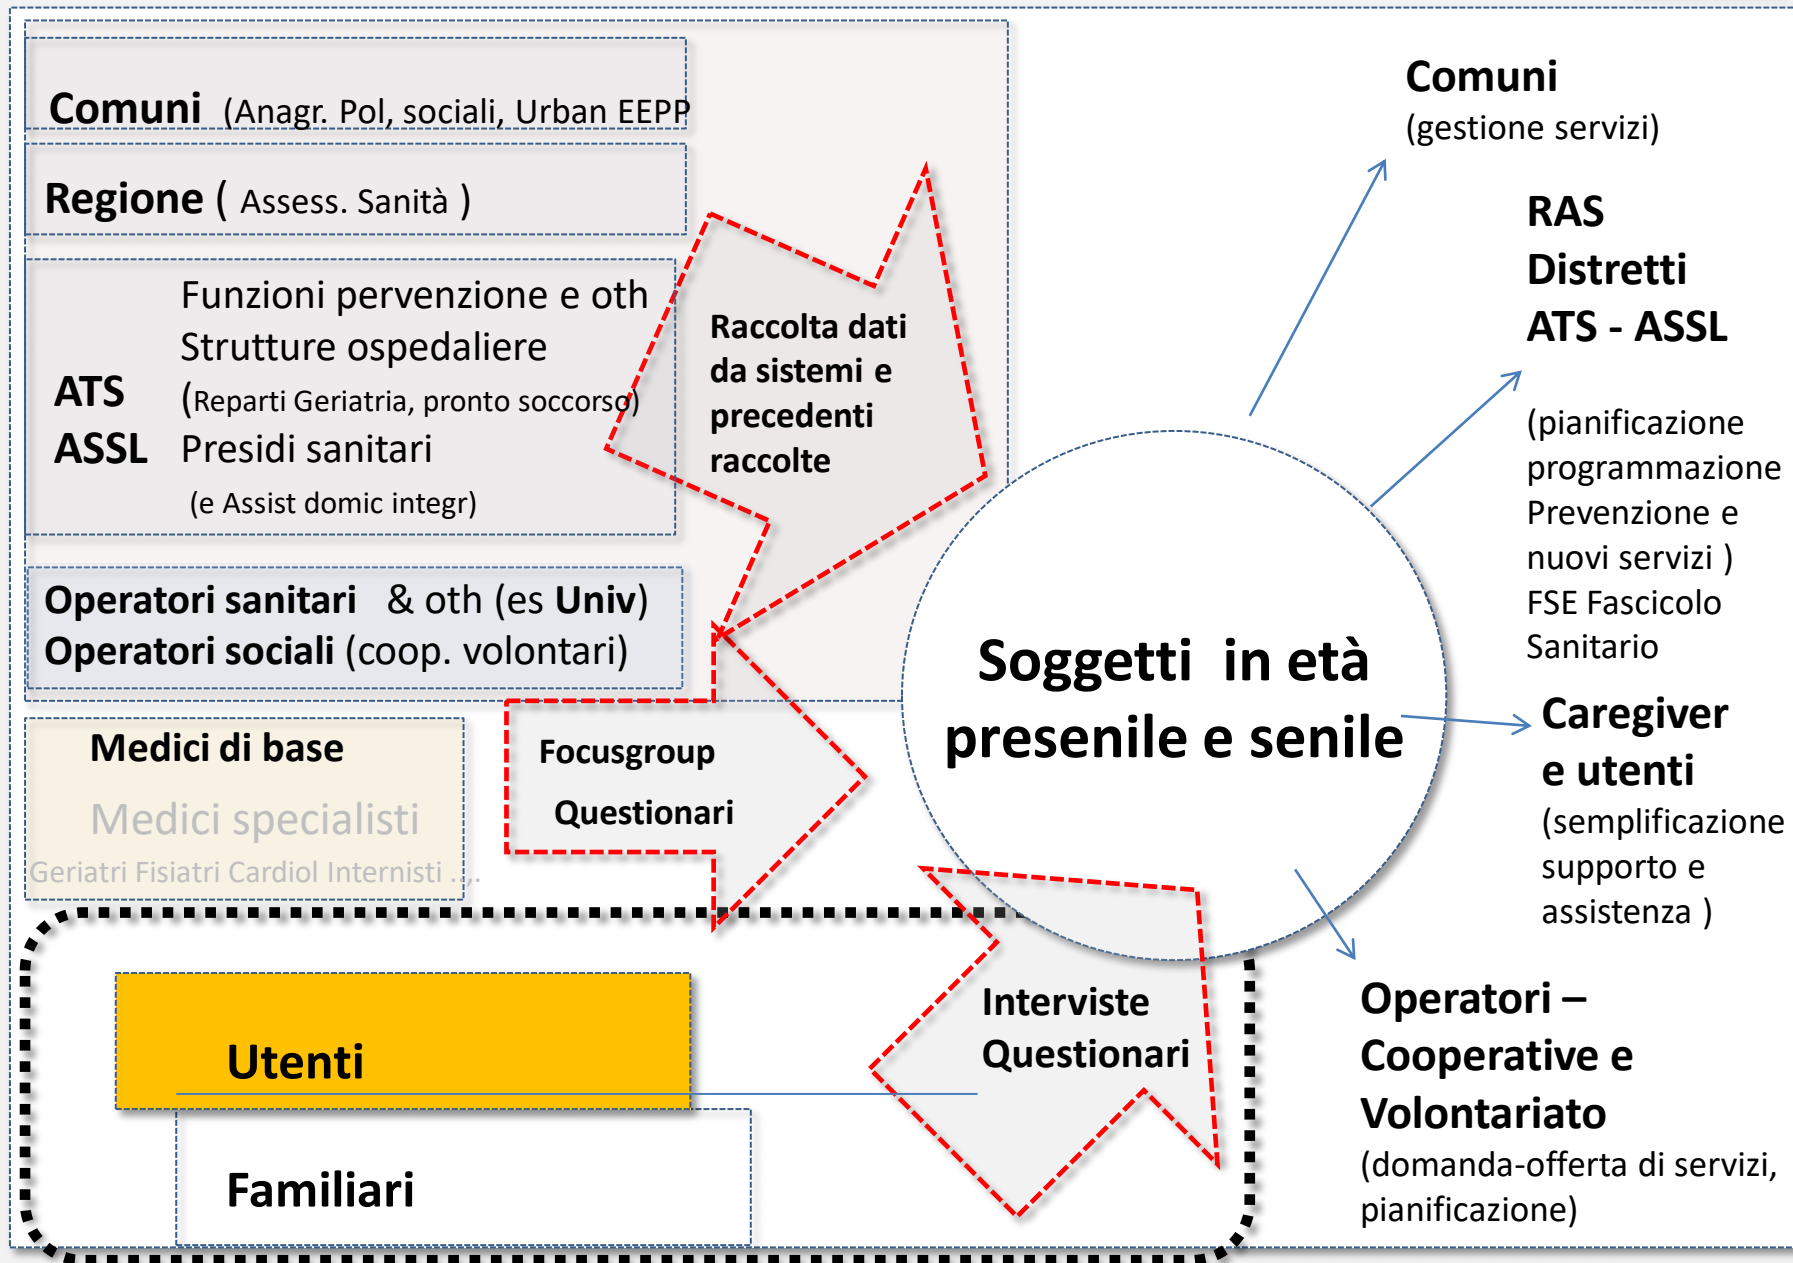 Comuni (Anagr. Pol, sociali, Urban EEPP
Regione ( Assess. Sanità )
Funzioni pervenzione e oth
Strutture ospedaliere
ATS (Reparti Geriatria, pronto soccorso)
ASSL Presidi sanitari
(e Assist domic integr)
Operatori sanitari & oth (es Univ)
Operatori sociali (coop. volontari)
Medici di base
Medici specialisti
Geriatri Fisiatri Cardiol Internisti ..,.
Utenti
Familiari
Raccolta dati
da sistemi e
precedenti
raccolte
Focusgroup
Questionari
Interviste
Questionari
Soggetti in età
presenile e senile
Comuni
(gestione servizi)
RAS
Distretti
ATS - ASSL
(pianificazione
programmazione
Prevenzione e
nuovi servizi )
FSE Fascicolo
Sanitario
Caregiver
e utenti
(semplificazione
supporto e
assistenza )
Operatori –
Cooperative e
Volontariato
(domanda-offerta di servizi,
pianificazione)